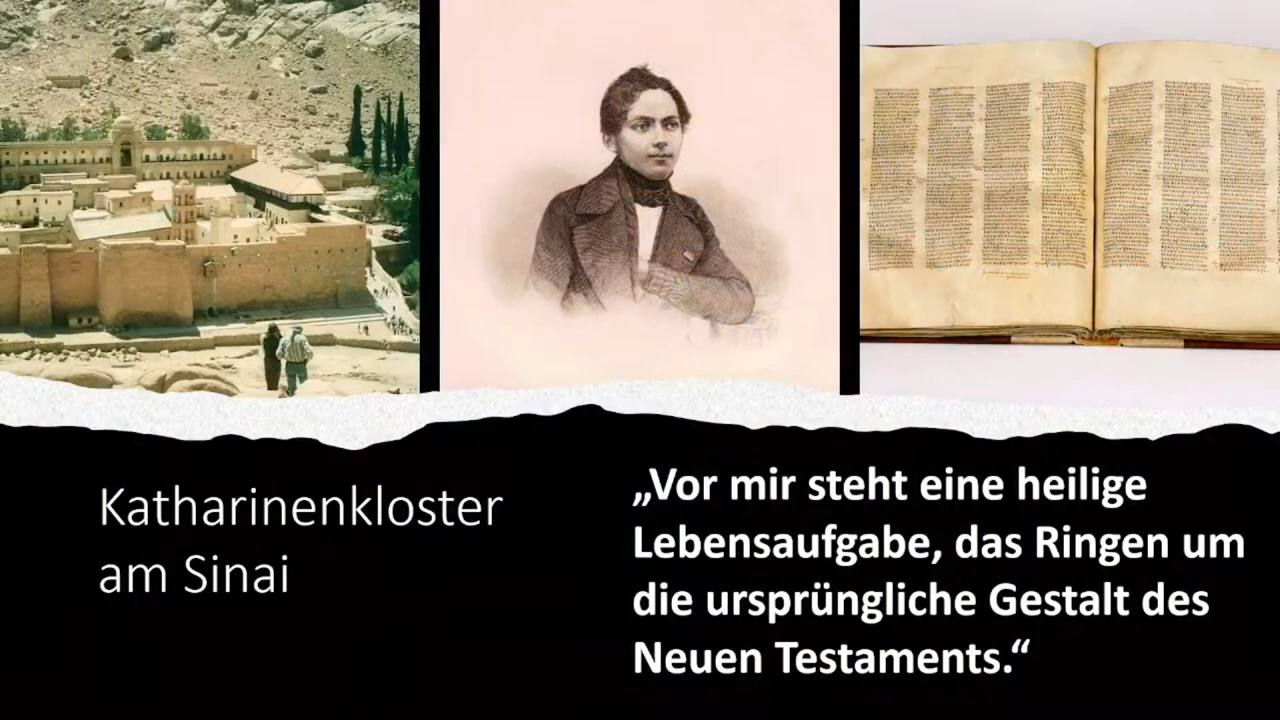 Katharinenkloster
am Sinai
„Vor mir steht eine heilige
Lebensaufgabe, das Ringen um
die ursprüngliche Gestalt des
Neuen Testaments.“